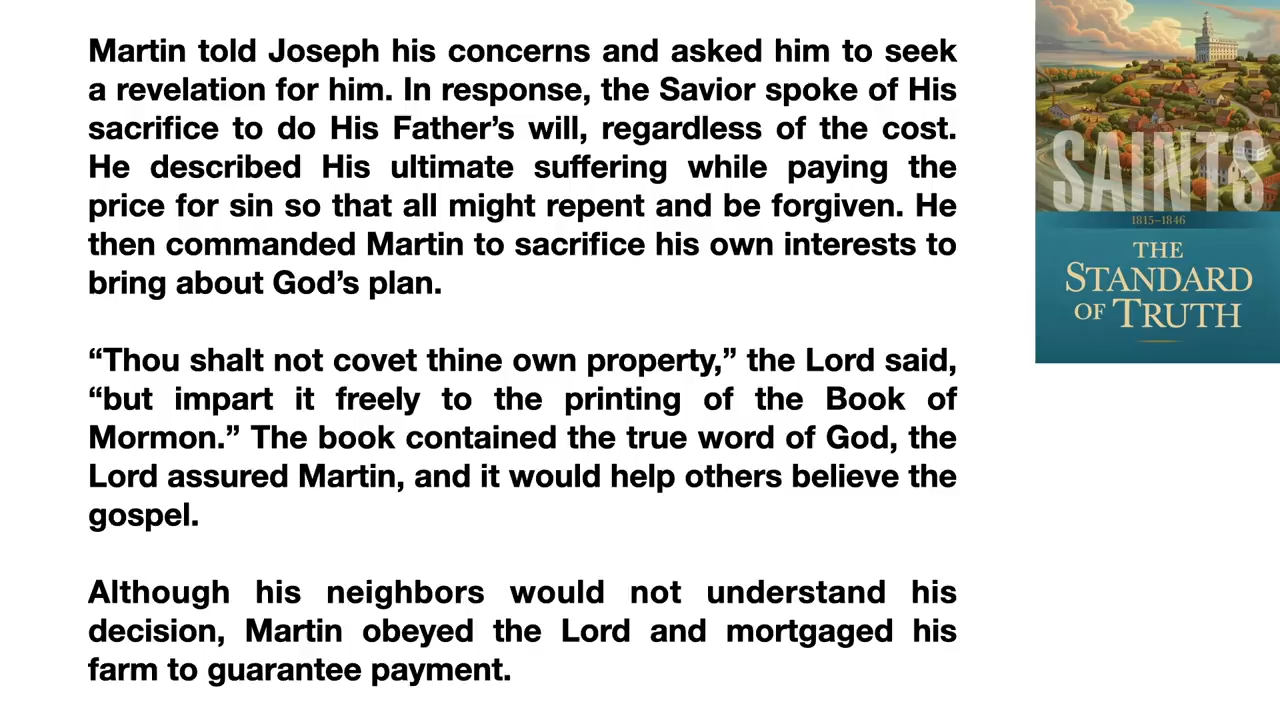 Martin told Joseph his concerns and asked him to seek
a revelation for him. In response, the Savior spoke of His
sacrifice to do His Father’s will, regardless of the cost.
He described His ultimate suffering while paying the
price for sin so that all might repent and be forgiven. He
then commanded Martin to sacrifice his own interests to
bring about God’s plan.
“Thou shalt not covet thine own property,” the Lord said,
“but impart it freely to the printing of the Book of
Mormon.” The book contained the true word of God, the
Lord assured Martin, and it would help others believe the
gospel.
Although his neighbors would not understand his
decision, Martin obeyed the Lord and mortgaged his
farm to guarantee payment.
SAINTS
1815–1846
THE
STANDARD
OF TRUTH